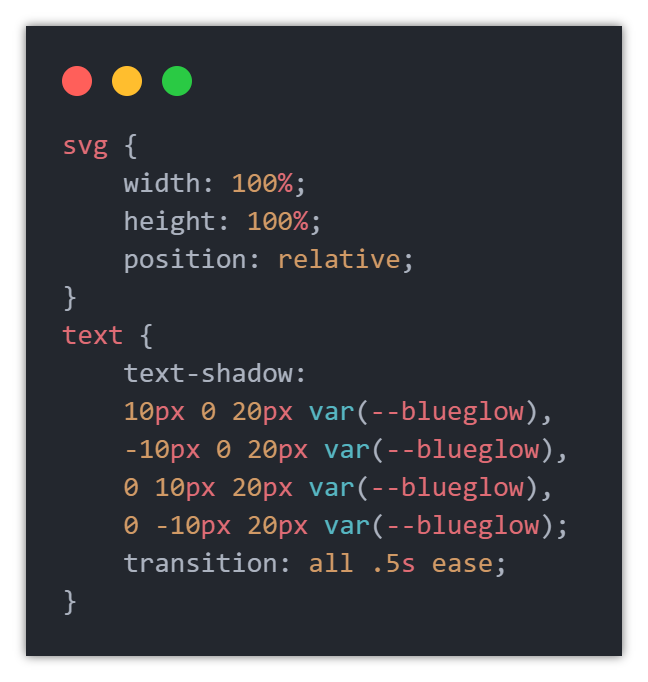 svg {
    width: 100%;
    height: 100%;
    position: relative;
}
text {
    text-shadow:
    10px 0 20px var(--blueglow),
    -10px 0 20px var(--blueglow),
    0 10px 20px var(--blueglow),
    0 -10px 20px var(--blueglow);
    transition: all .5s ease;
}